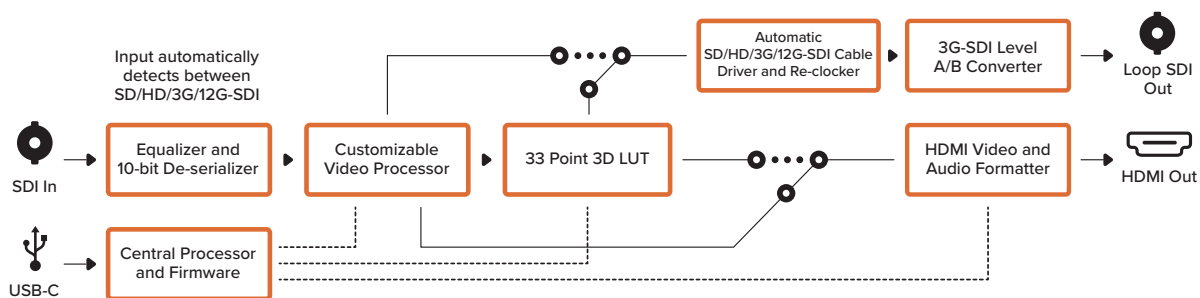 Input automatically
detects between
SD/HD/3G/12G-SDI
Automatic
SD/HD/3G/12G-SDI Cable
Driver and Re-clocker
3G-SDI Level
A/B Converter
Loop SDI
Out
SDI In
Equalizer and
10-bit De-serializer
Customizable
Video Processor
33 Point 3D LUT
HDMI Video and
Audio Formatter
HDMI Out
USB-C
Central Processor
and Firmware